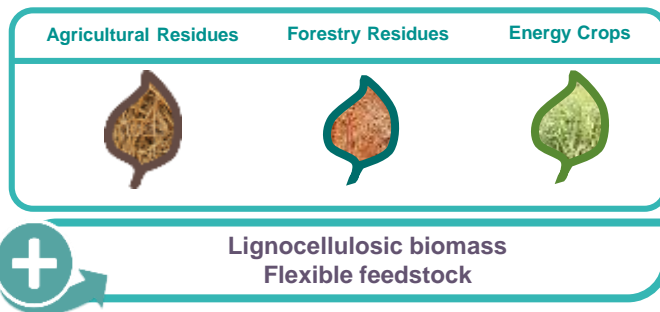 Agricultural Residues Forestry Residues Energy Crops
Lignocellulosic biomass
Flexible feedstock